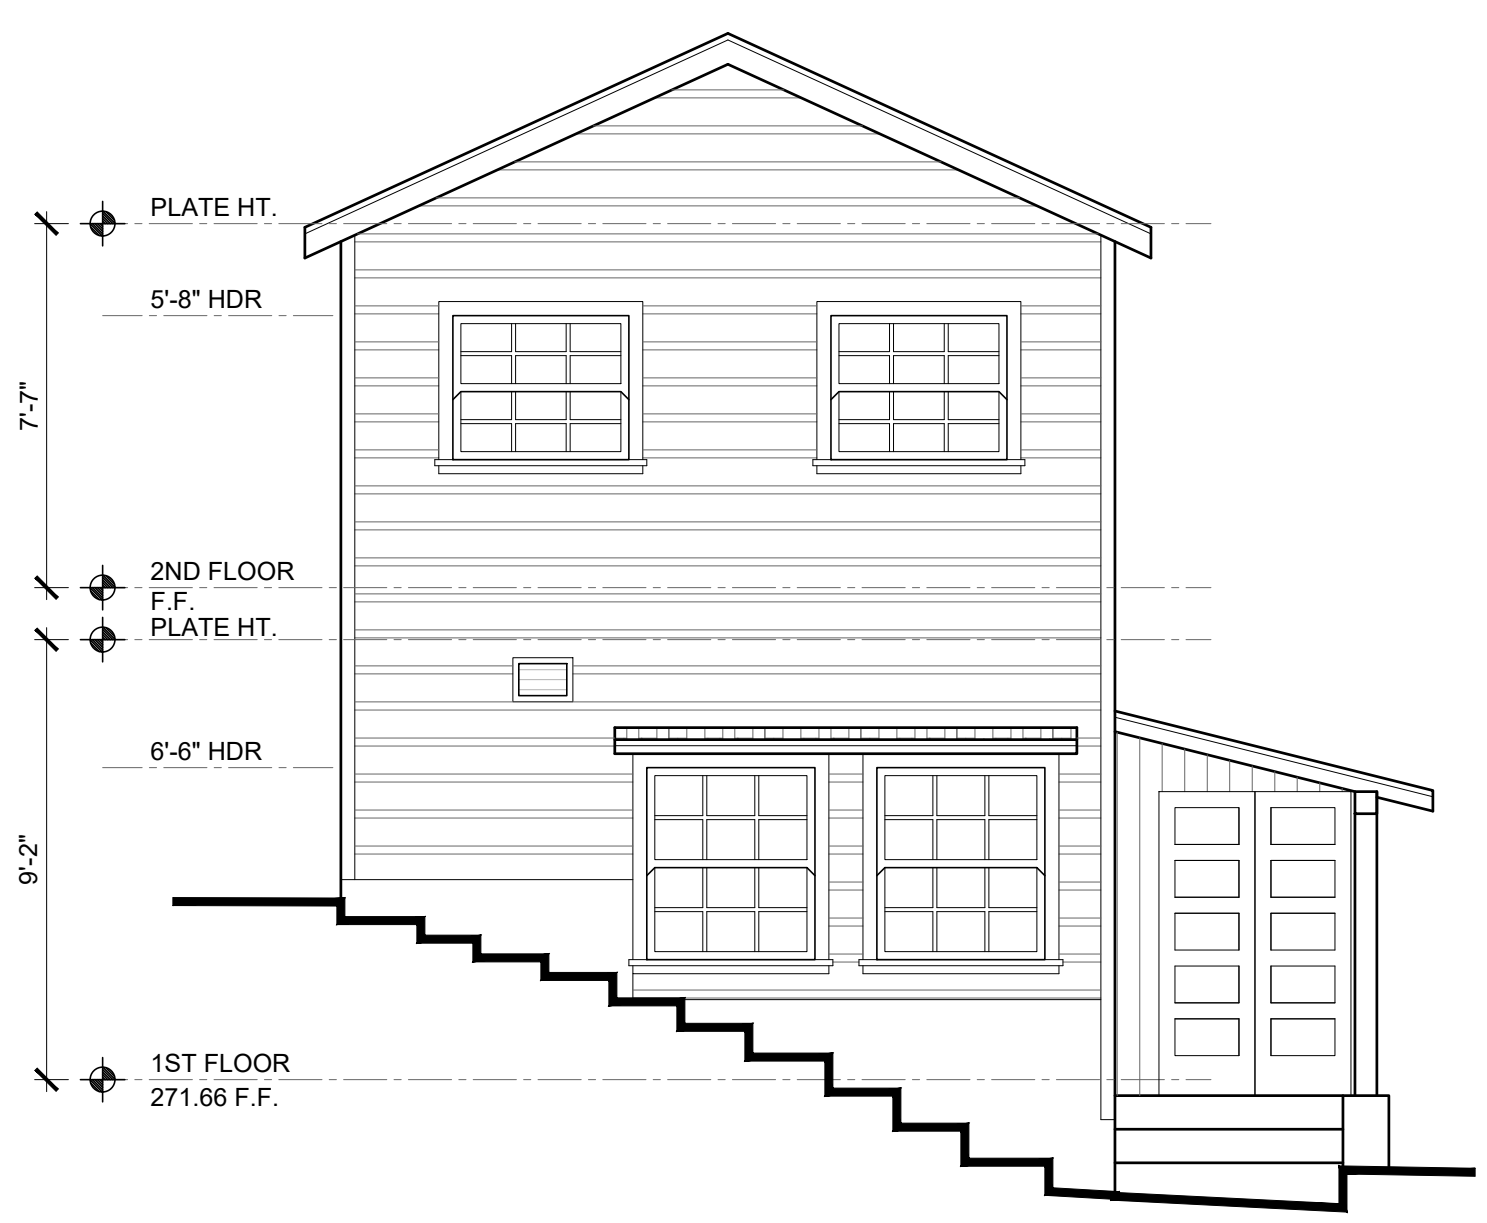 PLATE HT.
5'-8" HDR
7'-7"
2ND FLOOR
F.F.
PLATE HT.
6'-6" HDR
9'-2"
1ST FLOOR
271.66 F.F.